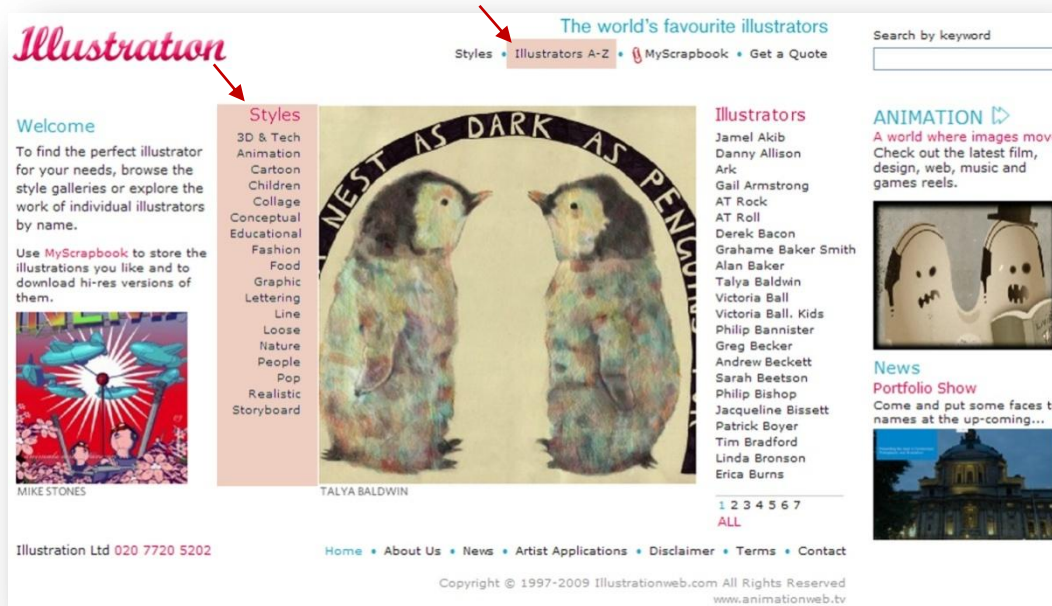 Illustration
The world's favourite illustrators
Styles • Illustrators A-Z • MyScrapbook • Get a Quote
Search by keyword
Welcome
To find the perfect illustrator
for your needs, browse the
style galleries or explore the
work of individual illustrators
by name.
Use MyScrapbook to store the
illustrations you like and to
download hi-res versions of
them.
MIKE STONES
Styles
3D & Tech
Animation
Cartoon
Children
Collage
Conceptual
Educational
Fashion
Food
Graphic
Lettering
Line
Loose
Nature
People
Pop
Realistic
Storyboard
NEST AS DARK AS PENGUINS
TALYA BALDWIN
Illustrators
Jamel Akib
Danny Allison
Ark
Gail Armstrong
AT Rock
AT Roll
Derek Bacon
Grahame Baker Smith
Alan Baker
Talya Baldwin
Victoria Ball
Victoria Ball. Kids
Philip Bannister
Greg Becker
Andrew Beckett
Sarah Beetson
Philip Bishop
Jacqueline Bissett
Patrick Boyer
Tim Bradford
Linda Bronson
Erica Burns
1 2 3 4 5 6 7
ALL
ANIMATION
A world where images mov
Check out the latest film,
design, web, music and
games reels.
News
Portfolio Show
Come and put some faces t
names at the up-coming...
Illustration Ltd 020 7720 5202
Home • About Us • News • Artist Applications • Disclaimer • Terms • Contact
Copyright © 1997-2009 Illustrationweb.com All Rights Reserved
www.animationweb.tv